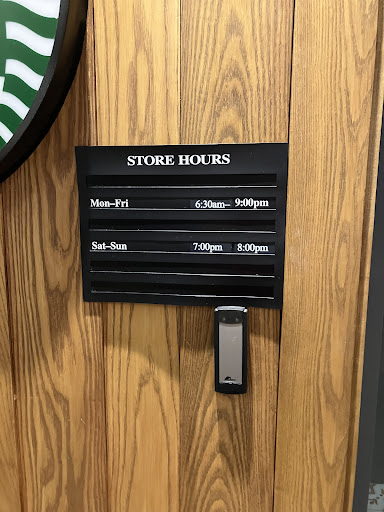 STORE HOURS
Mon–Fri 6:30am– 9:00pm
Sat–Sun 7:00pm 8:00pm